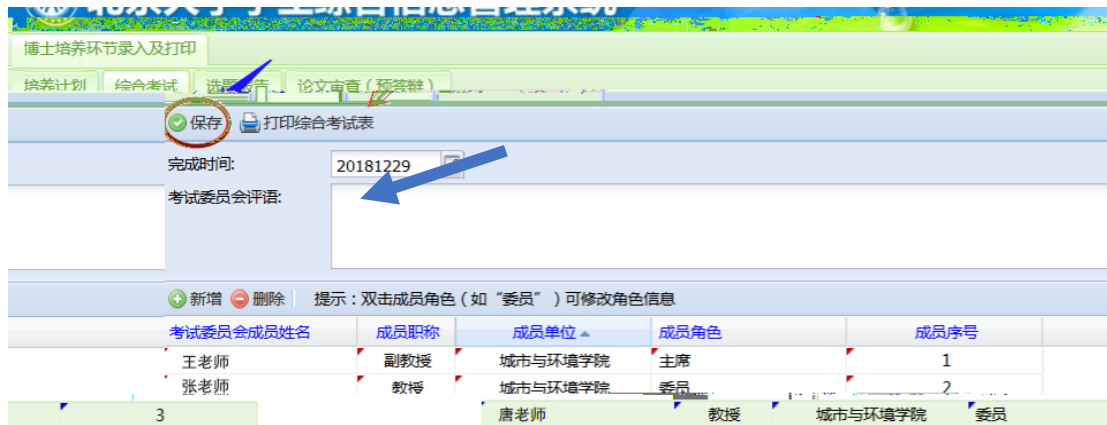 博士培养环节录入及打印
培养计划 综合考试 选题报告 论文审查（预答辩）
保存 打印综合考试表
完成时间: 20181229
考试委员会评语:
新增 删除 提示：双击成员角色（如“委员”）可修改角色信息
考试委员会成员姓名 成员职称 成员单位 成员角色 成员序号
王老师 副教授 城市与环境学院 主席 1
张老师 教授 城市与环境学院 委员 2
3 唐老师 教授 城市与环境学院 委员